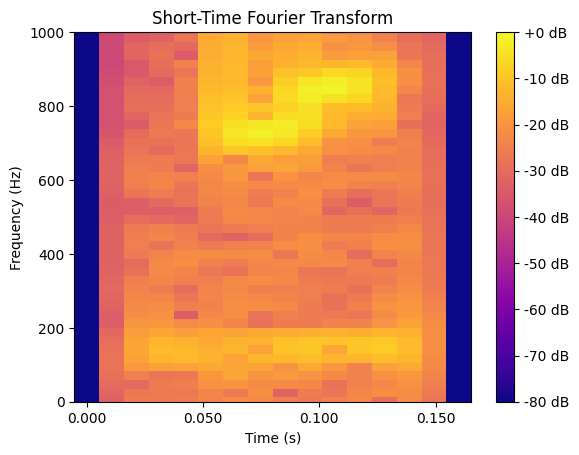 Short-Time Fourier Transform
1000
800
600
400
200
0
Frequency (Hz)
0.000
0.050
0.100
0.150
Time (s)
+0 dB
-10 dB
-20 dB
-30 dB
-40 dB
-50 dB
-60 dB
-70 dB
-80 dB